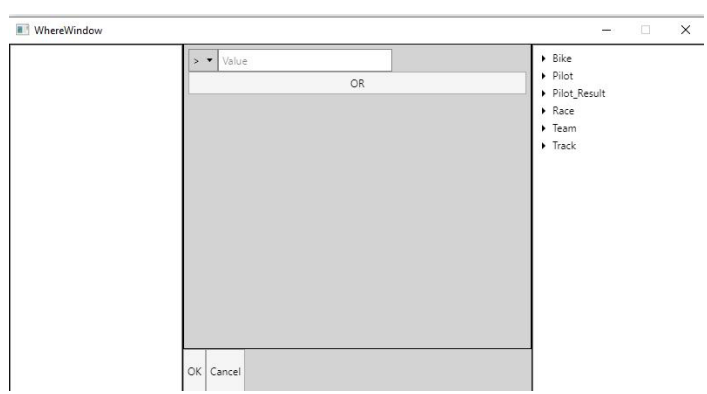 WhereWindow
> Value
OR
Bike
Pilot
Pilot_Result
Race
Team
Track
OK Cancel